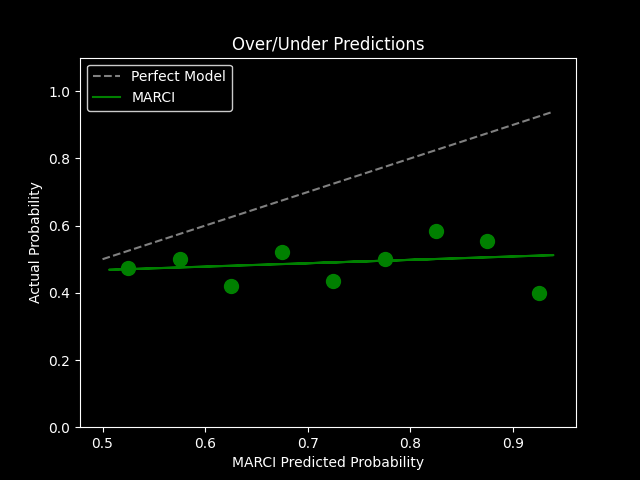 Over/Under Predictions
Perfect Model
MARCI
Actual Probability
1.0
0.8
0.6
0.4
0.2
0.0
0.5 0.6 0.7 0.8 0.9
MARCI Predicted Probability